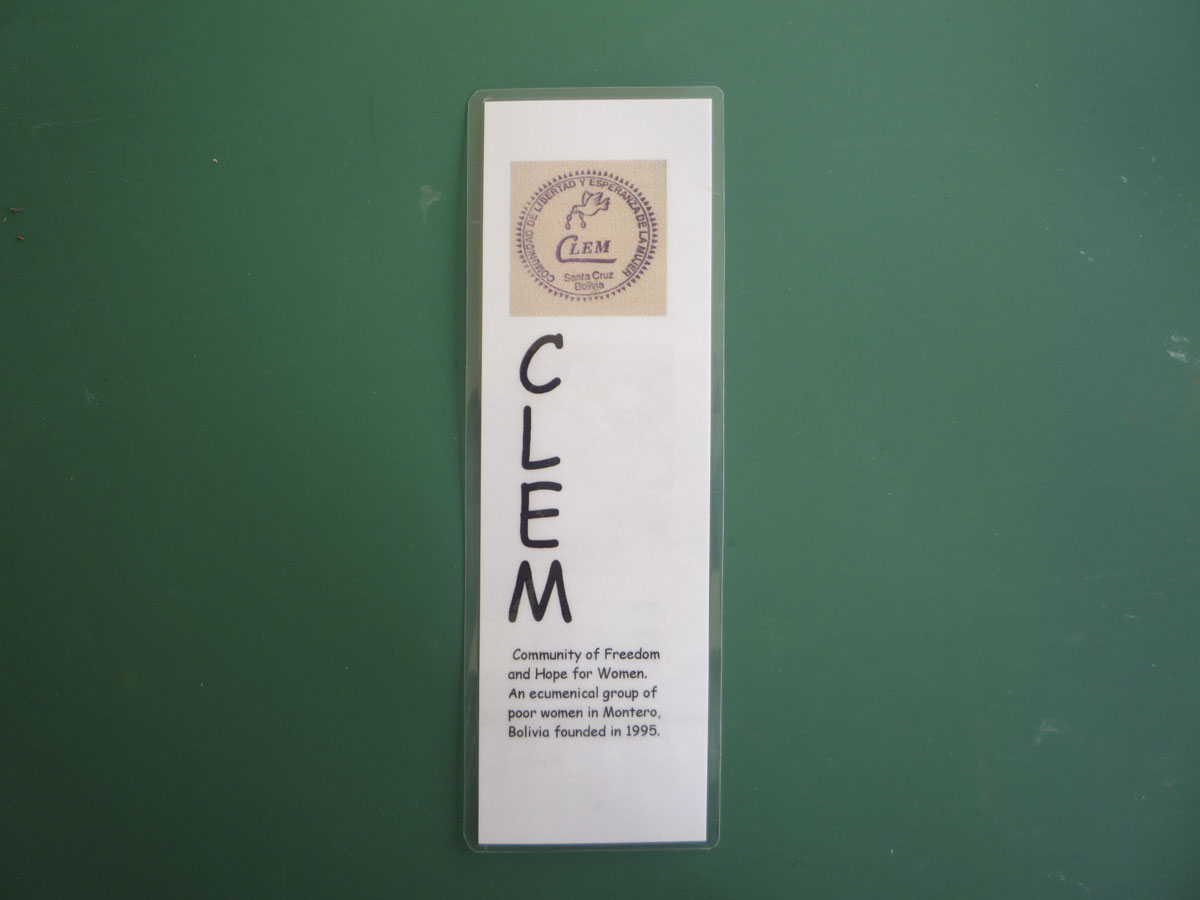 COMUNIDAD DE LIBERTAD Y ESPERANZA DE LA MUJER
CLEM
Santa Cruz
Bolivia
C
L
E
M
Community of Freedom
and Hope for Women.
An ecumenical group of
poor women in Montero,
Bolivia founded in 1995.